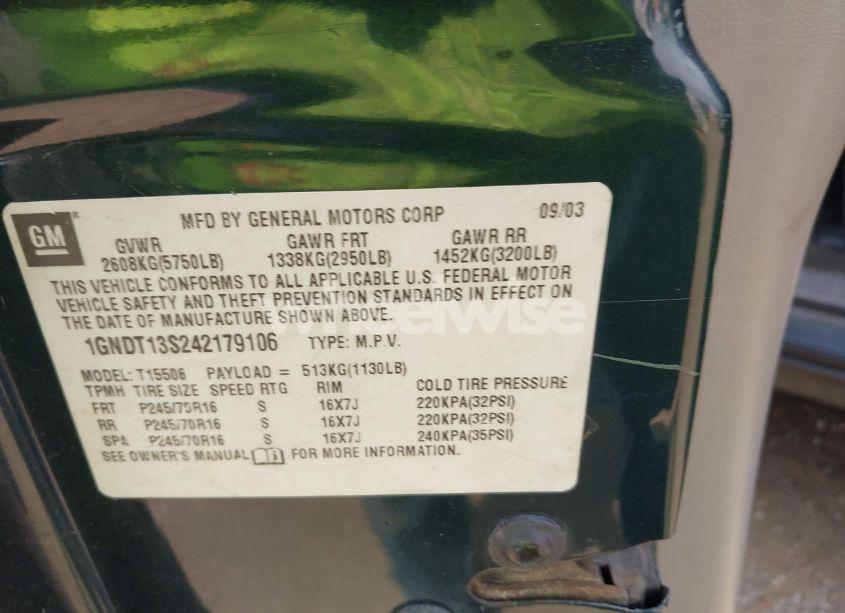 GM
MFD BY GENERAL MOTORS CORP 09/03
GVWR GAWR FRT GAWR RR
2608KG(5750LB) 1338KG(2950LB) 1452KG(3200LB)
THIS VEHICLE CONFORMS TO ALL APPLICABLE U.S. FEDERAL MOTOR
VEHICLE SAFETY AND THEFT PREVENTION STANDARDS IN EFFECT ON
THE DATE OF MANUFACTURE SHOWN ABOVE.
wheelwise
1GNDT13S242179106 TYPE: M.P.V.
MODEL: T15506 PAYLOAD = 513KG(1130LB)
TPMH TIRE SIZE SPEED RTG RIM COLD TIRE PRESSURE
FRT P245/70R16 S 16X7J 220KPA(32PSI)
RR P245/70R16 S 16X7J 220KPA(32PSI)
SPA P245/70R16 S 16X7J 240KPA(35PSI)
SEE OWNER'S MANUAL FOR MORE INFORMATION.